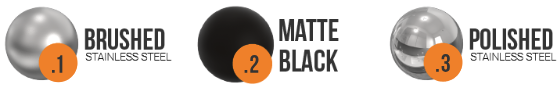 .1 BRUSHED
STAINLESS STEEL
.2 MATTE
BLACK
.3 POLISHED
STAINLESS STEEL